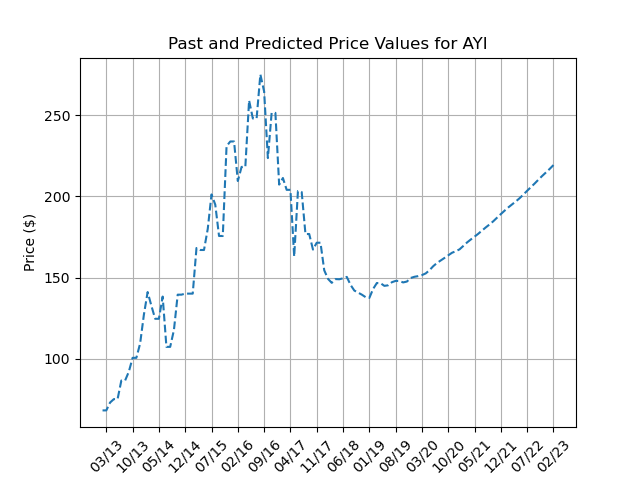 Past and Predicted Price Values for AYI
Price ($)
250
200
150
100
03/13 10/13 05/14 12/14 07/15 02/16 09/16 04/17 11/17 06/18 01/19 08/19 03/20 10/20 05/21 12/21 07/22 02/23